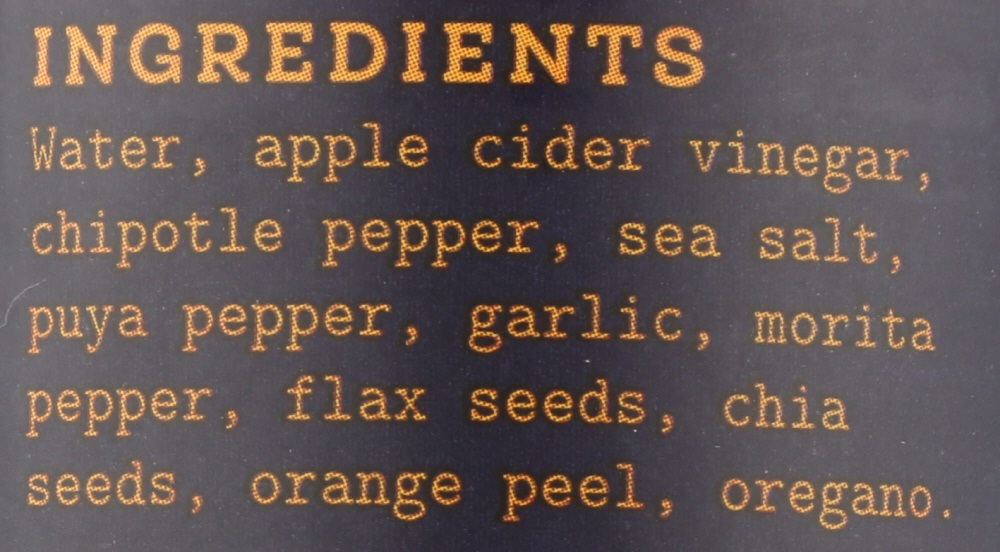 INGREDIENTS
Water, apple cider vinegar,
chipotle pepper, sea salt,
puya pepper, garlic, morita
pepper, flax seeds, chia
seeds, orange peel, oregano.